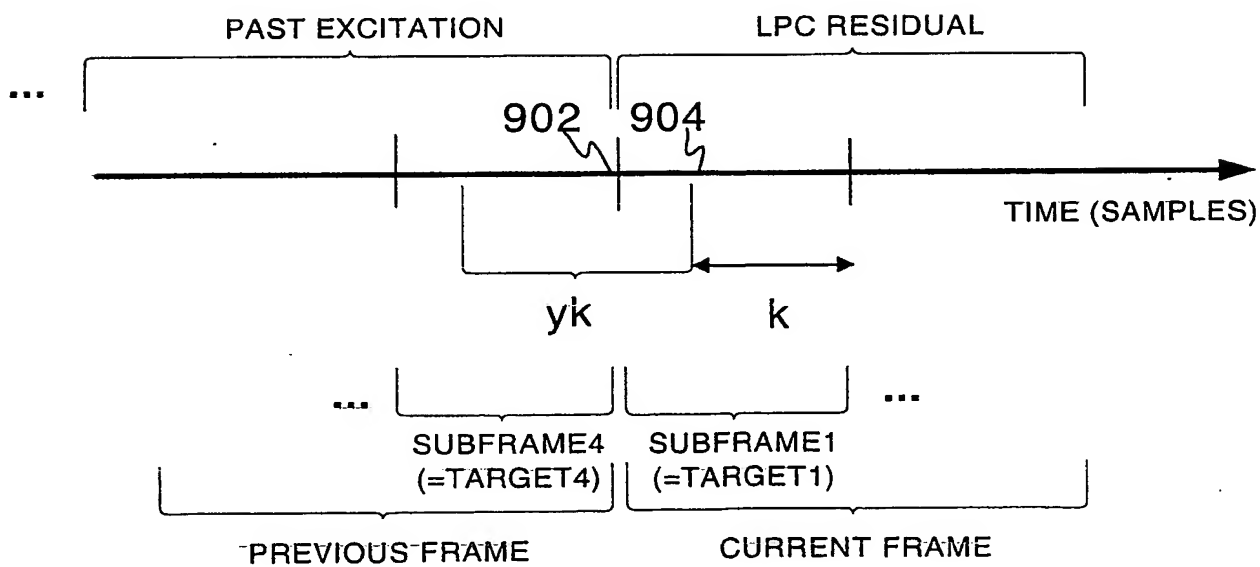 PAST EXCITATION
LPC RESIDUAL
...
902
904
TIME (SAMPLES)
yk
k
...
...
SUBFRAME4
(=TARGET4)
SUBFRAME1
(=TARGET1)
PREVIOUS FRAME
CURRENT FRAME